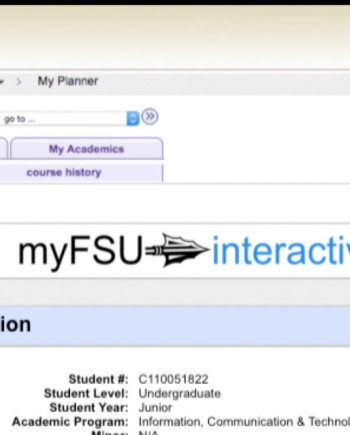 > My Planner
go to ...
My Academics
course history
myFSU interactiv
ion
Student #: C110051822
Student Level: Undergraduate
Student Year: Junior
Academic Program: Information, Communication & Technol
Minor: N/A